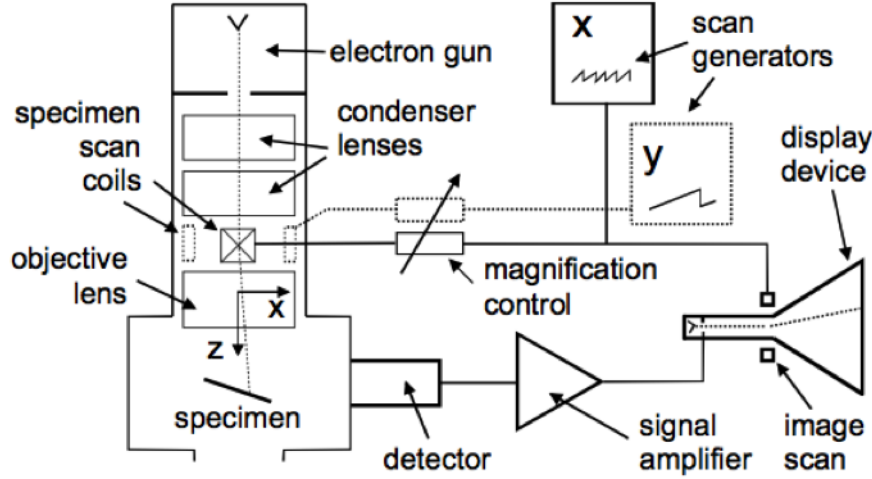 electron gun
specimen
scan
coils
condenser
lenses
objective
lens
x
z
specimen
detector
signal
amplifier
magnification
control
x
scan
generators
y
display
device
image
scan